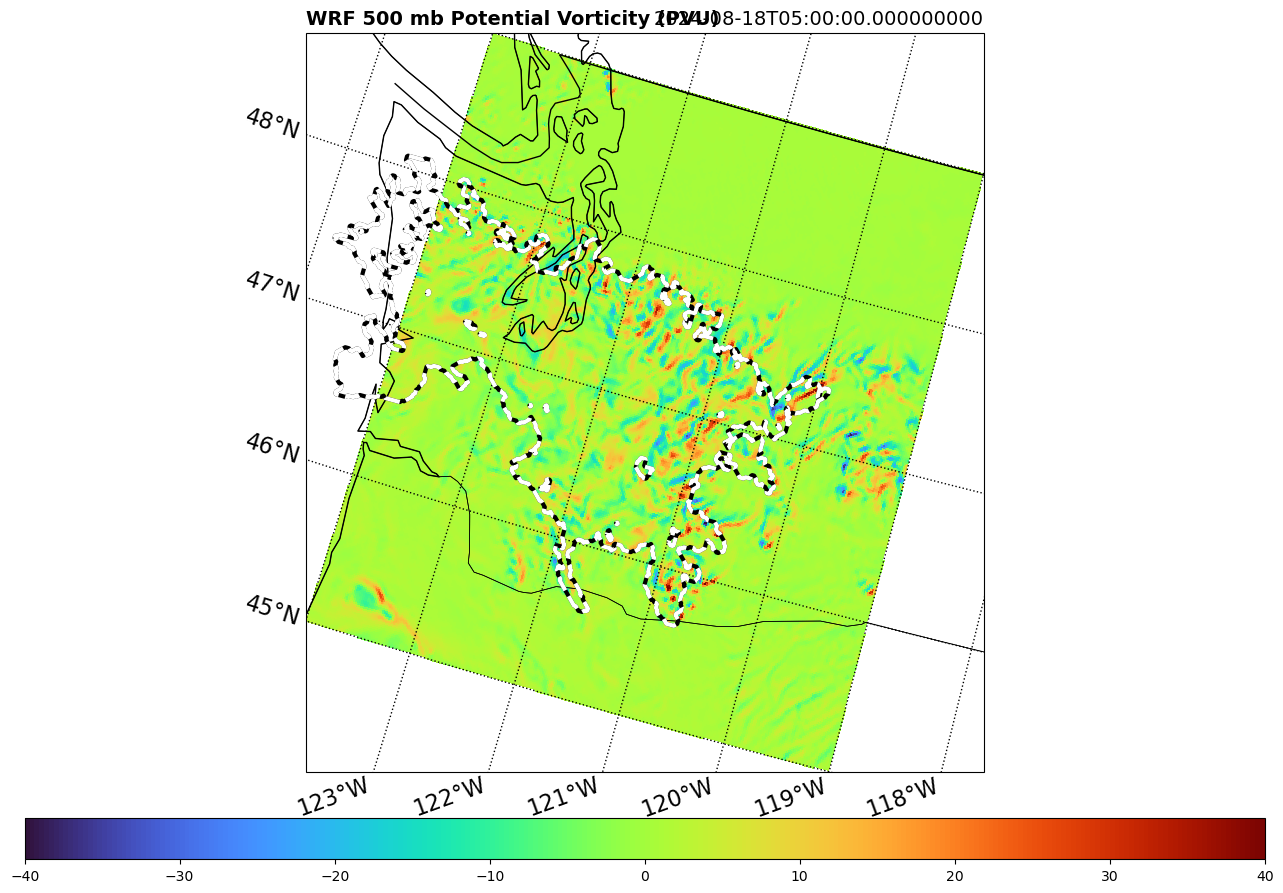 WRF 500 mb Potential Vorticity (PVU) 2024-08-18T05:00:00.000000000
48°N
47°N
46°N
45°N
123°W 122°W 121°W 120°W 119°W 118°W
−40 −30 −20 −10 0 10 20 30 40